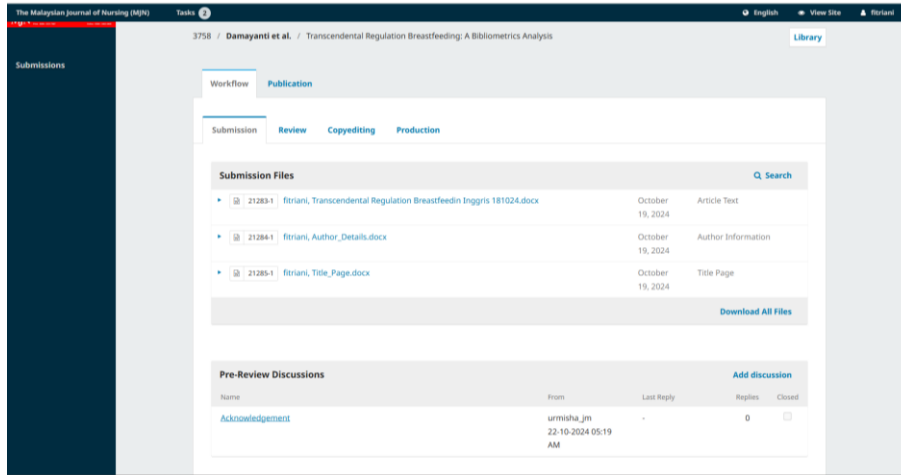 The Malaysian Journal of Nursing (MJN) Tasks 2 English View Site fitriani
3758 / Damayanti et al. / Transcendental Regulation Breastfeeding: A Bibliometrics Analysis Library
Submissions
Workflow Publication
Submission Review Copyediting Production
Submission Files Search
21283-1 fitriani, Transcendental Regulation Breastfeedin Inggris 181024.docx October Article Text
19, 2024
21284-1 fitriani, Author_Details.docx October Author Information
19, 2024
21285-1 fitriani, Title_Page.docx October Title Page
19, 2024
Download All Files
Pre-Review Discussions Add discussion
Name From Last Reply Replies Closed
Acknowledgement urmisha_jm - 0
22-10-2024 05:19
AM